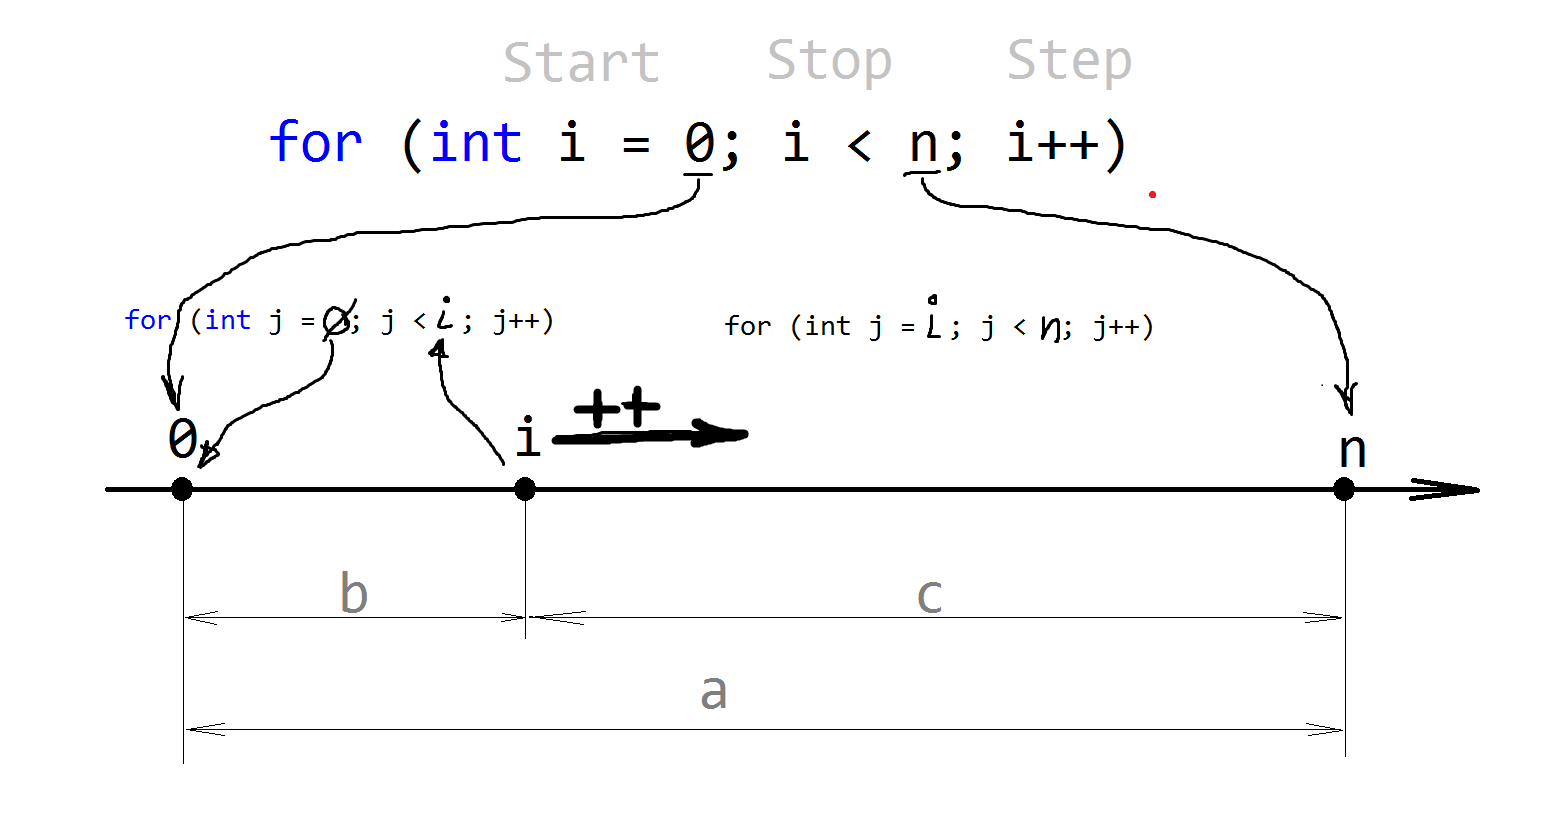 Start Stop Step
for (int i = 0; i < n; i++)
for (int j = 0; j < i; j++)
for (int j = i; j < n; j++)
++
0 i n
b c
a